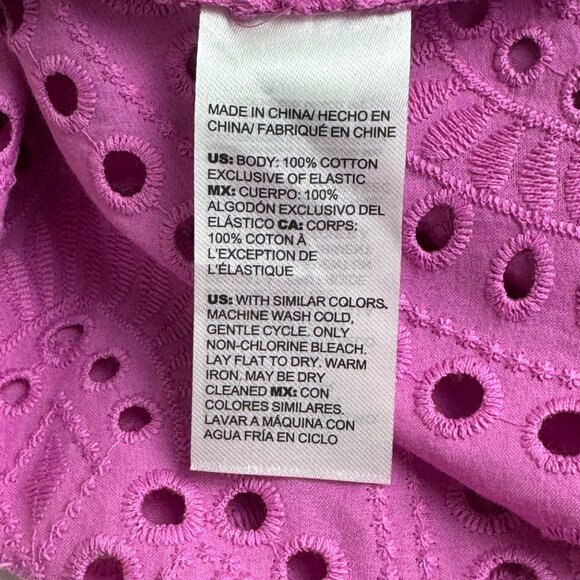 MADE IN CHINA/ HECHO EN
CHINA/ FABRIQUÉ EN CHINE
US: BODY: 100% COTTON
EXCLUSIVE OF ELASTIC
MX: CUERPO: 100%
ALGODÓN EXCLUSIVO DEL
ELÁSTICO CA: CORPS:
100% COTON À
L'EXCEPTION DE
L'ÉLASTIQUE
US: WITH SIMILAR COLORS.
MACHINE WASH COLD,
GENTLE CYCLE. ONLY
NON-CHLORINE BLEACH.
LAY FLAT TO DRY. WARM
IRON. MAY BE DRY
CLEANED MX: CON
COLORES SIMILARES.
LAVAR A MÁQUINA CON
AGUA FRÍA EN CICLO